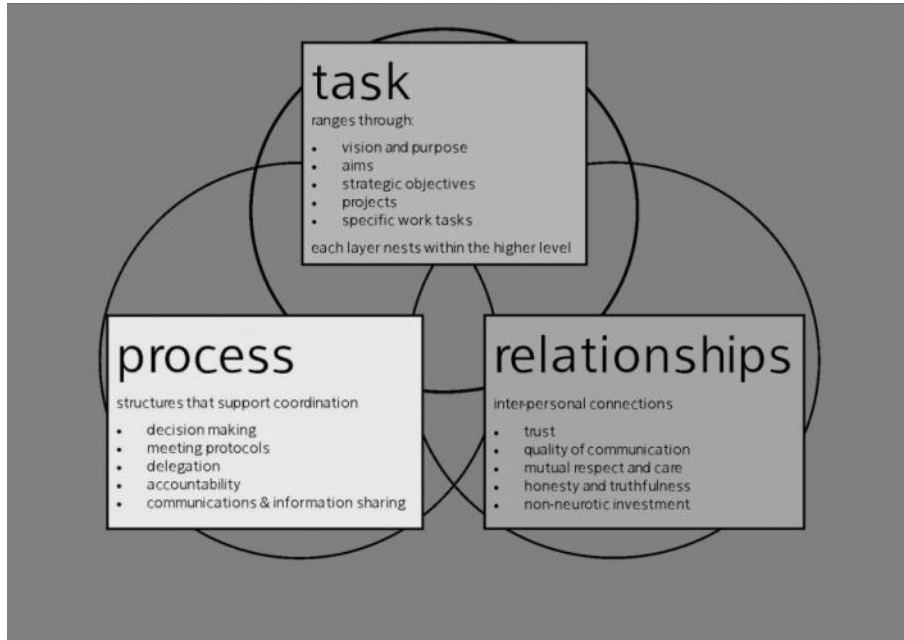 task
ranges through:
• vision and purpose
• aims
• strategic objectives
• projects
• specific work tasks
each layer nests within the higher level
process
structures that support coordination
• decision making
• meeting protocols
• delegation
• accountability
• communications & information sharing
relationships
inter-personal connections
• trust
• quality of communication
• mutual respect and care
• honesty and truthfulness
• non-neurotic investment